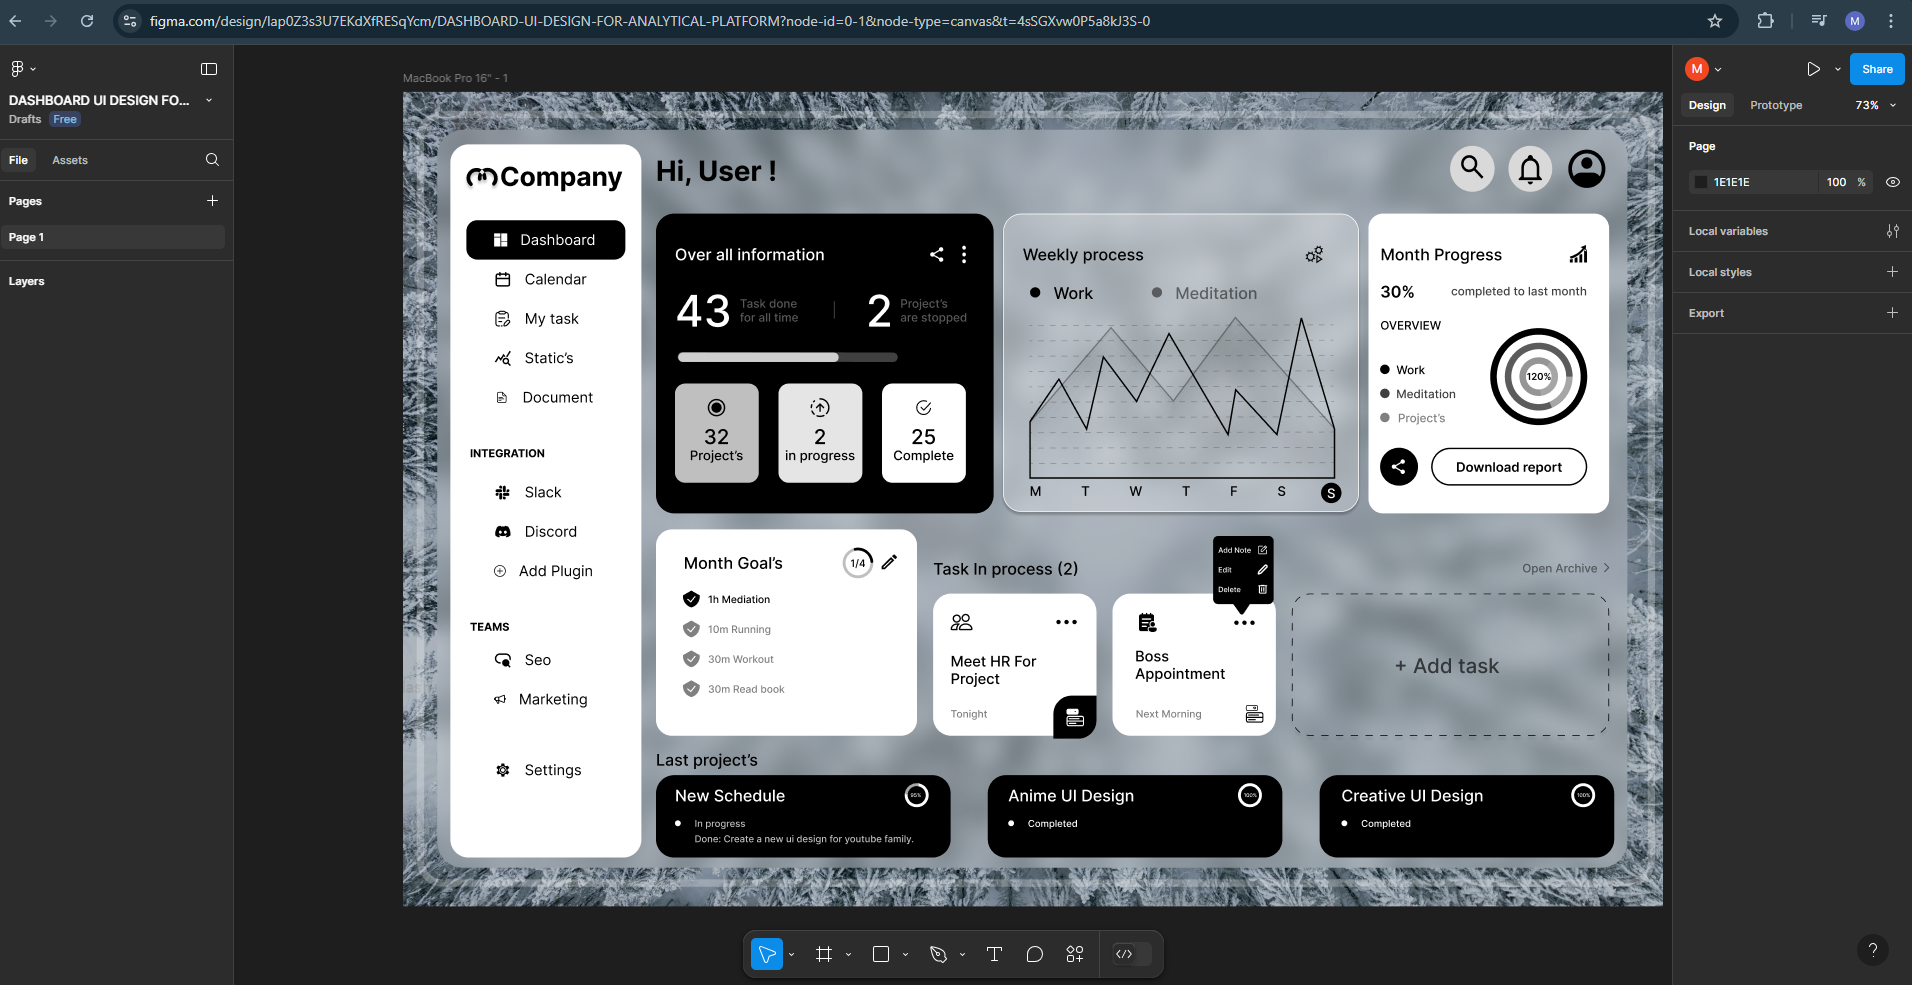 figma.com/design/lap0Z3s3U7EKdXfRESqYcm/DASHBOARD-UI-DESIGN-FOR-ANALYTICAL-PLATFORM?node-id=0-1&node-type=canvas&t=4sSGXvw0P5a8kJ3S-0
M
DASHBOARD UI DESIGN FO...
Drafts Free
File Assets
Pages
Page 1
Layers
MacBook Pro 16" - 1
Company
Dashboard
Calendar
My task
Static's
Document
INTEGRATION
Slack
Discord
Add Plugin
TEAMS
Seo
Marketing
Settings
Hi, User !
Over all information
43 Task done
for all time
2 Project's
are stopped
32
Project's
2
in progress
25
Complete
Weekly process
Work Meditation
M T W T F S S
Month Progress
30% completed to last month
OVERVIEW
Work
Meditation
Project's
120%
Download report
Month Goal's 1/4
1h Mediation
10m Running
30m Workout
30m Read book
Task In process (2)
Add Note
Edit
Delete
Open Archive
Meet HR For
Project
Tonight
Boss
Appointment
Next Morning
+ Add task
Last project's
New Schedule 95%
In progress
Done: Create a new ui design for youtube family.
Anime UI Design 100%
Completed
Creative UI Design 100%
Completed
M Share
Design Prototype 73%
Page
1E1E1E 100 %
Local variables
Local styles
Export
?